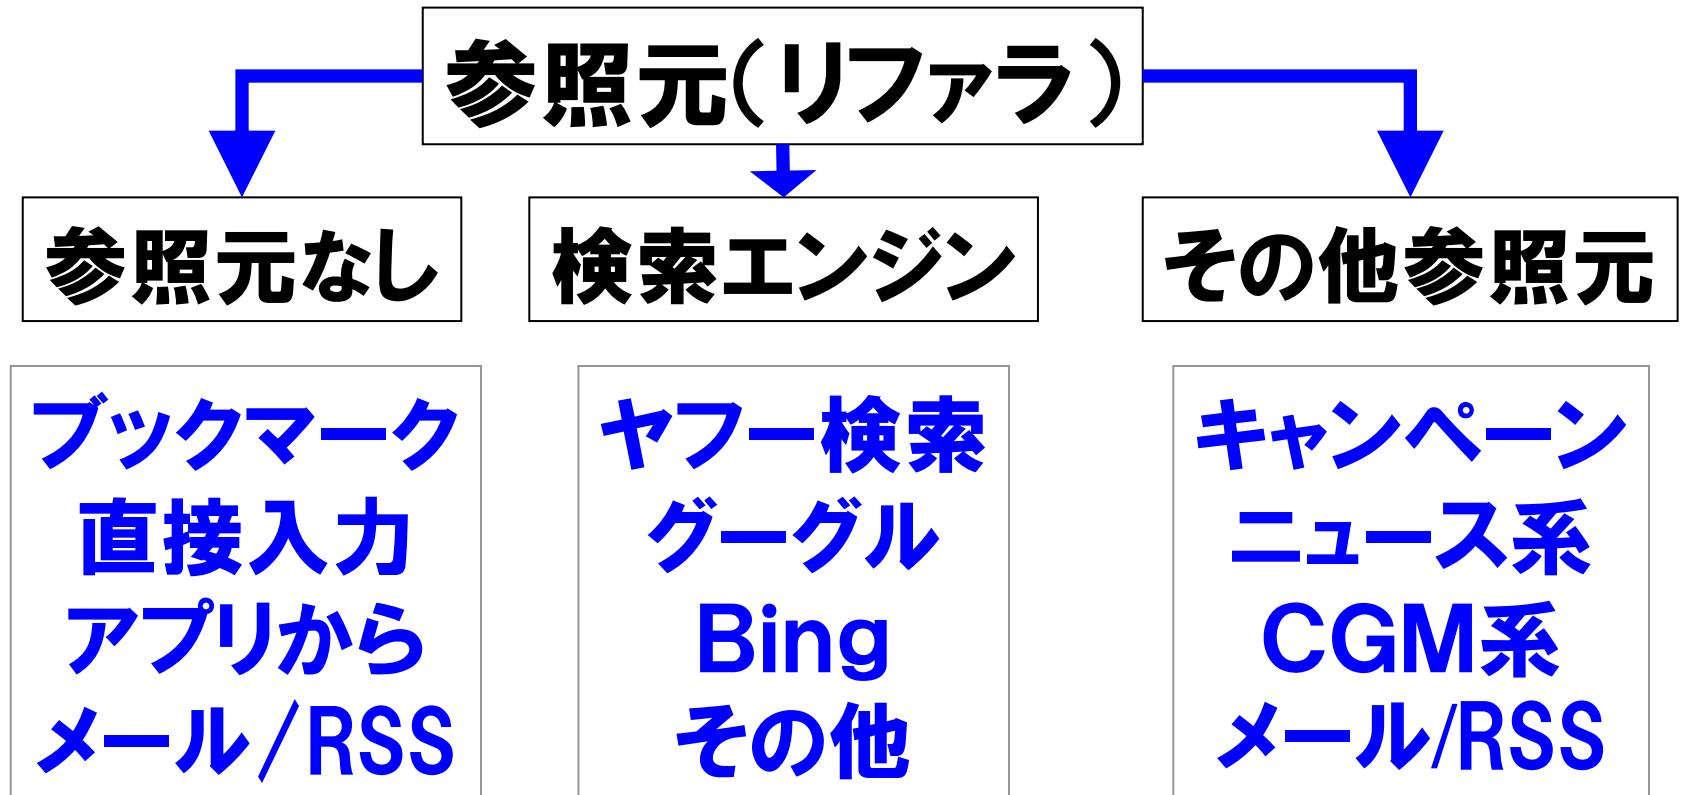 参照元(リファラ)
参照元なし
検索エンジン
その他参照元
ブックマーク
直接入力
アプリから
メール/RSS
ヤフー検索
グーグル
Bing
その他
キャンペーン
ニュース系
CGM系
メール/RSS